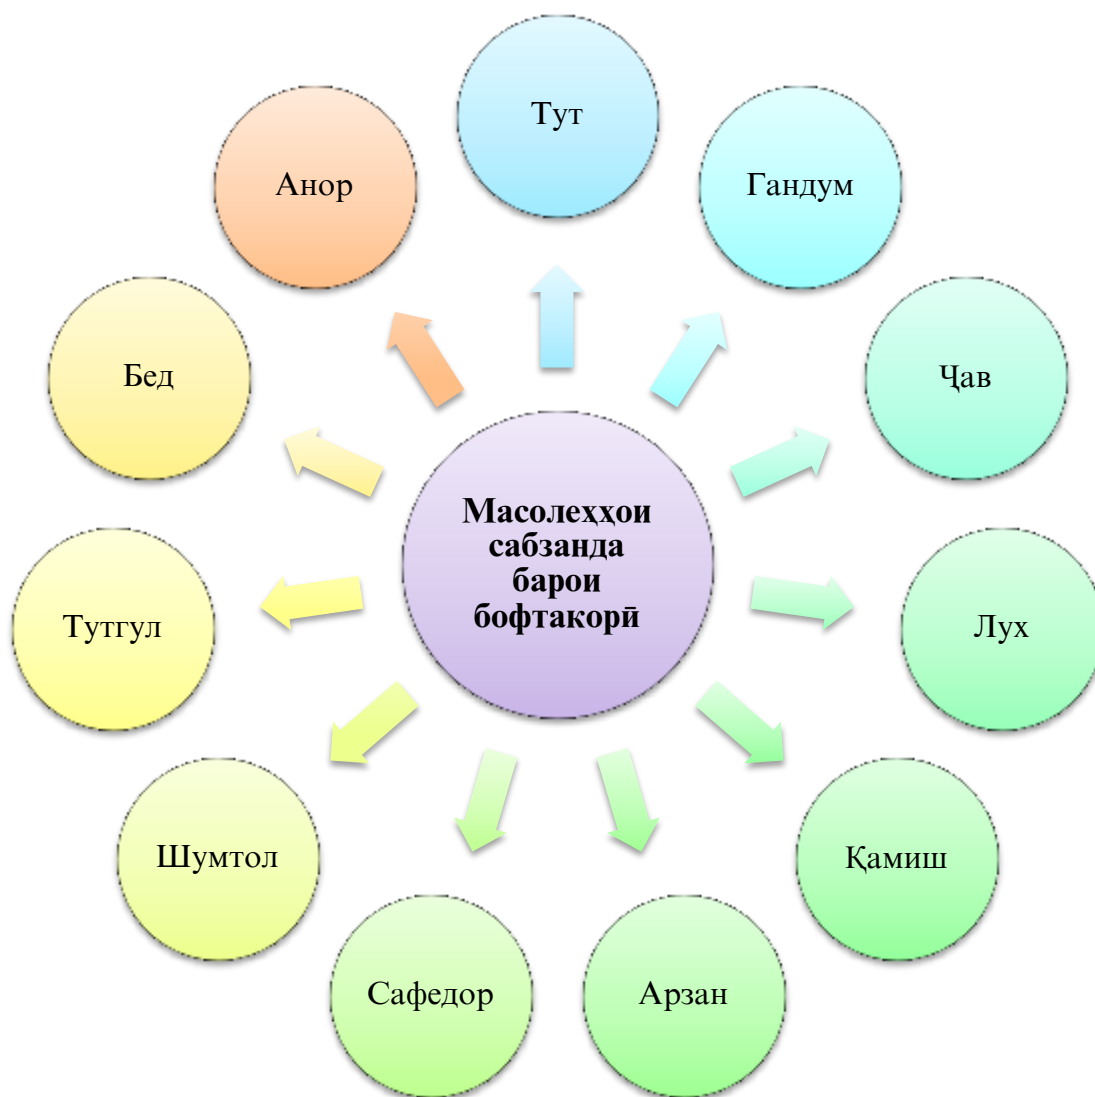 Тут
Гандум
Ҷав
Лух
Қамиш
Арзан
Сафедор
Шумтол
Тутгул
Бед
Анор
Масолеҳҳои
сабзанда
барои
бофтакорӣ